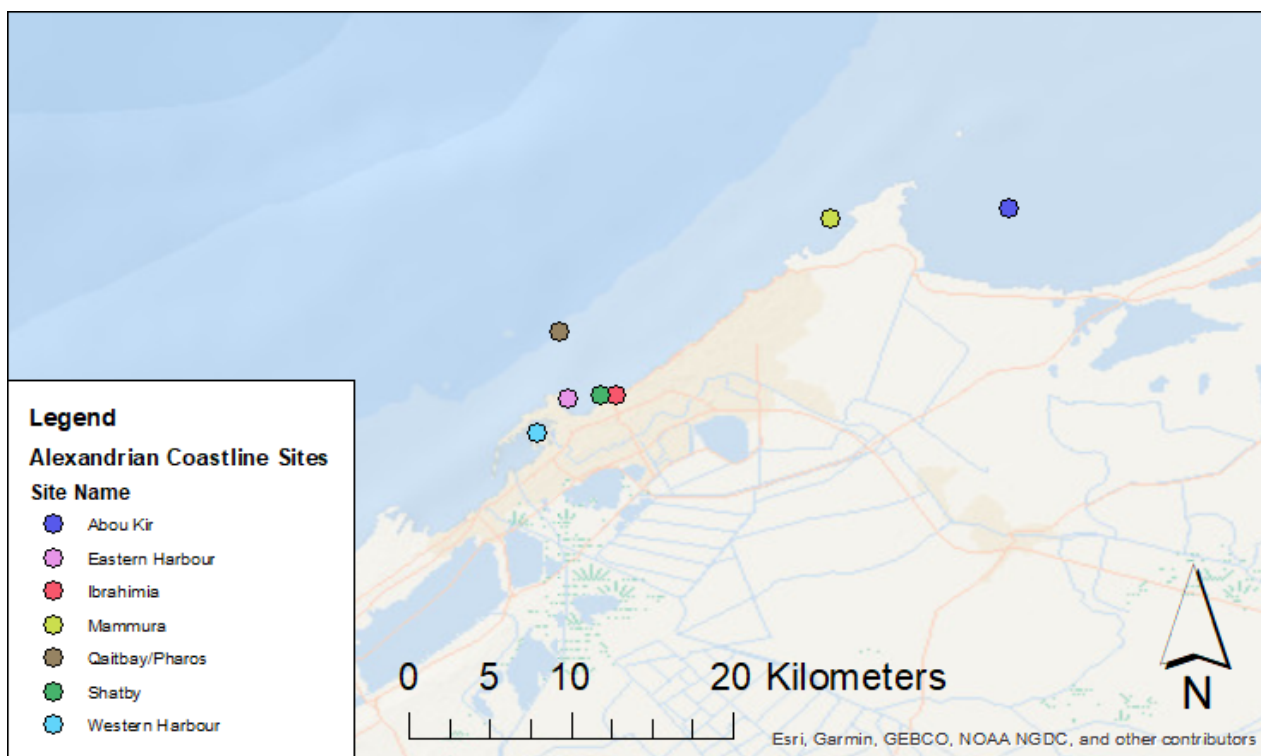 Legend
Alexandrian Coastline Sites
Site Name
Abou Kir
Eastern Harbour
Ibrahimia
Mammura
Qaitbay/Pharos
Shatby
Western Harbour
0 5 10 20 Kilometers
N
Esri, Garmin, GEBCO, NOAA NGDC, and other contributors